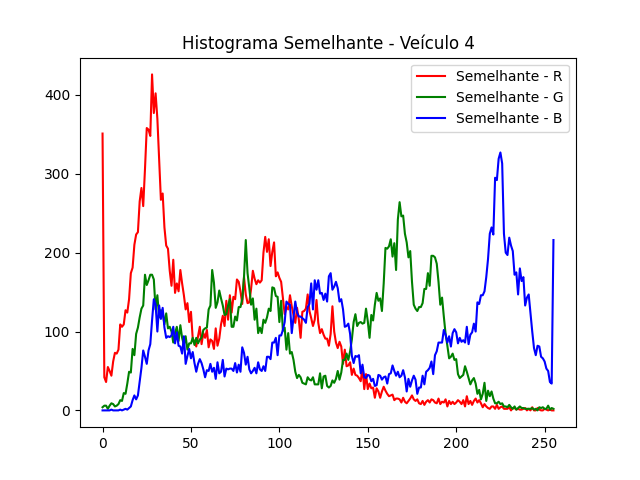 Histograma Semelhante - Veículo 4
Semelhante - R
Semelhante - G
Semelhante - B
400
300
200
100
0
0 50 100 150 200 250